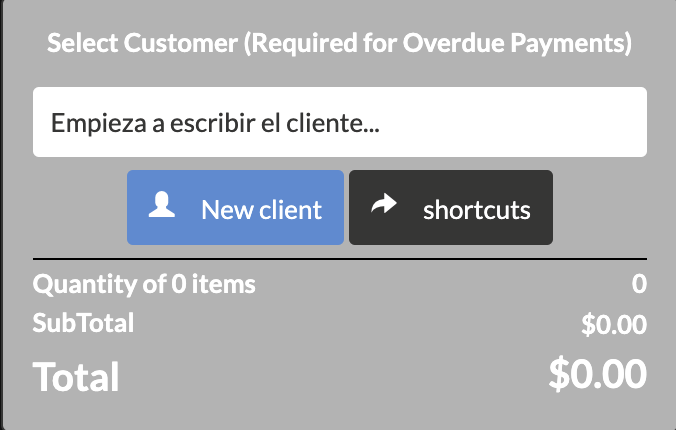 Select Customer (Required for Overdue Payments)
Empieza a escribir el cliente...
New client shortcuts
Quantity of 0 items 0
SubTotal $0.00
Total $0.00